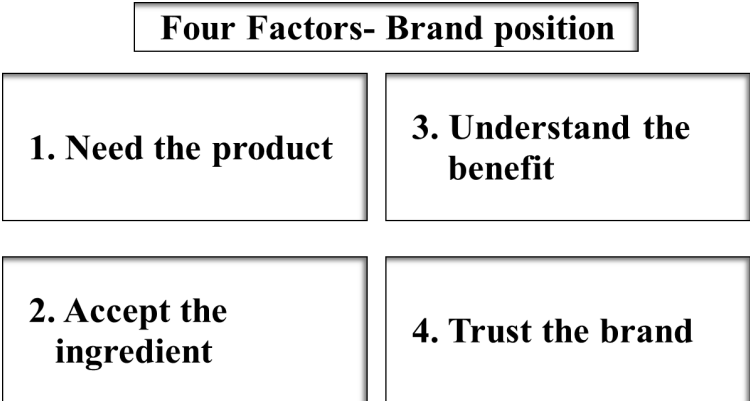 Four Factors- Brand position
1. Need the product
2. Accept the
ingredient
3. Understand the
benefit
4. Trust the brand